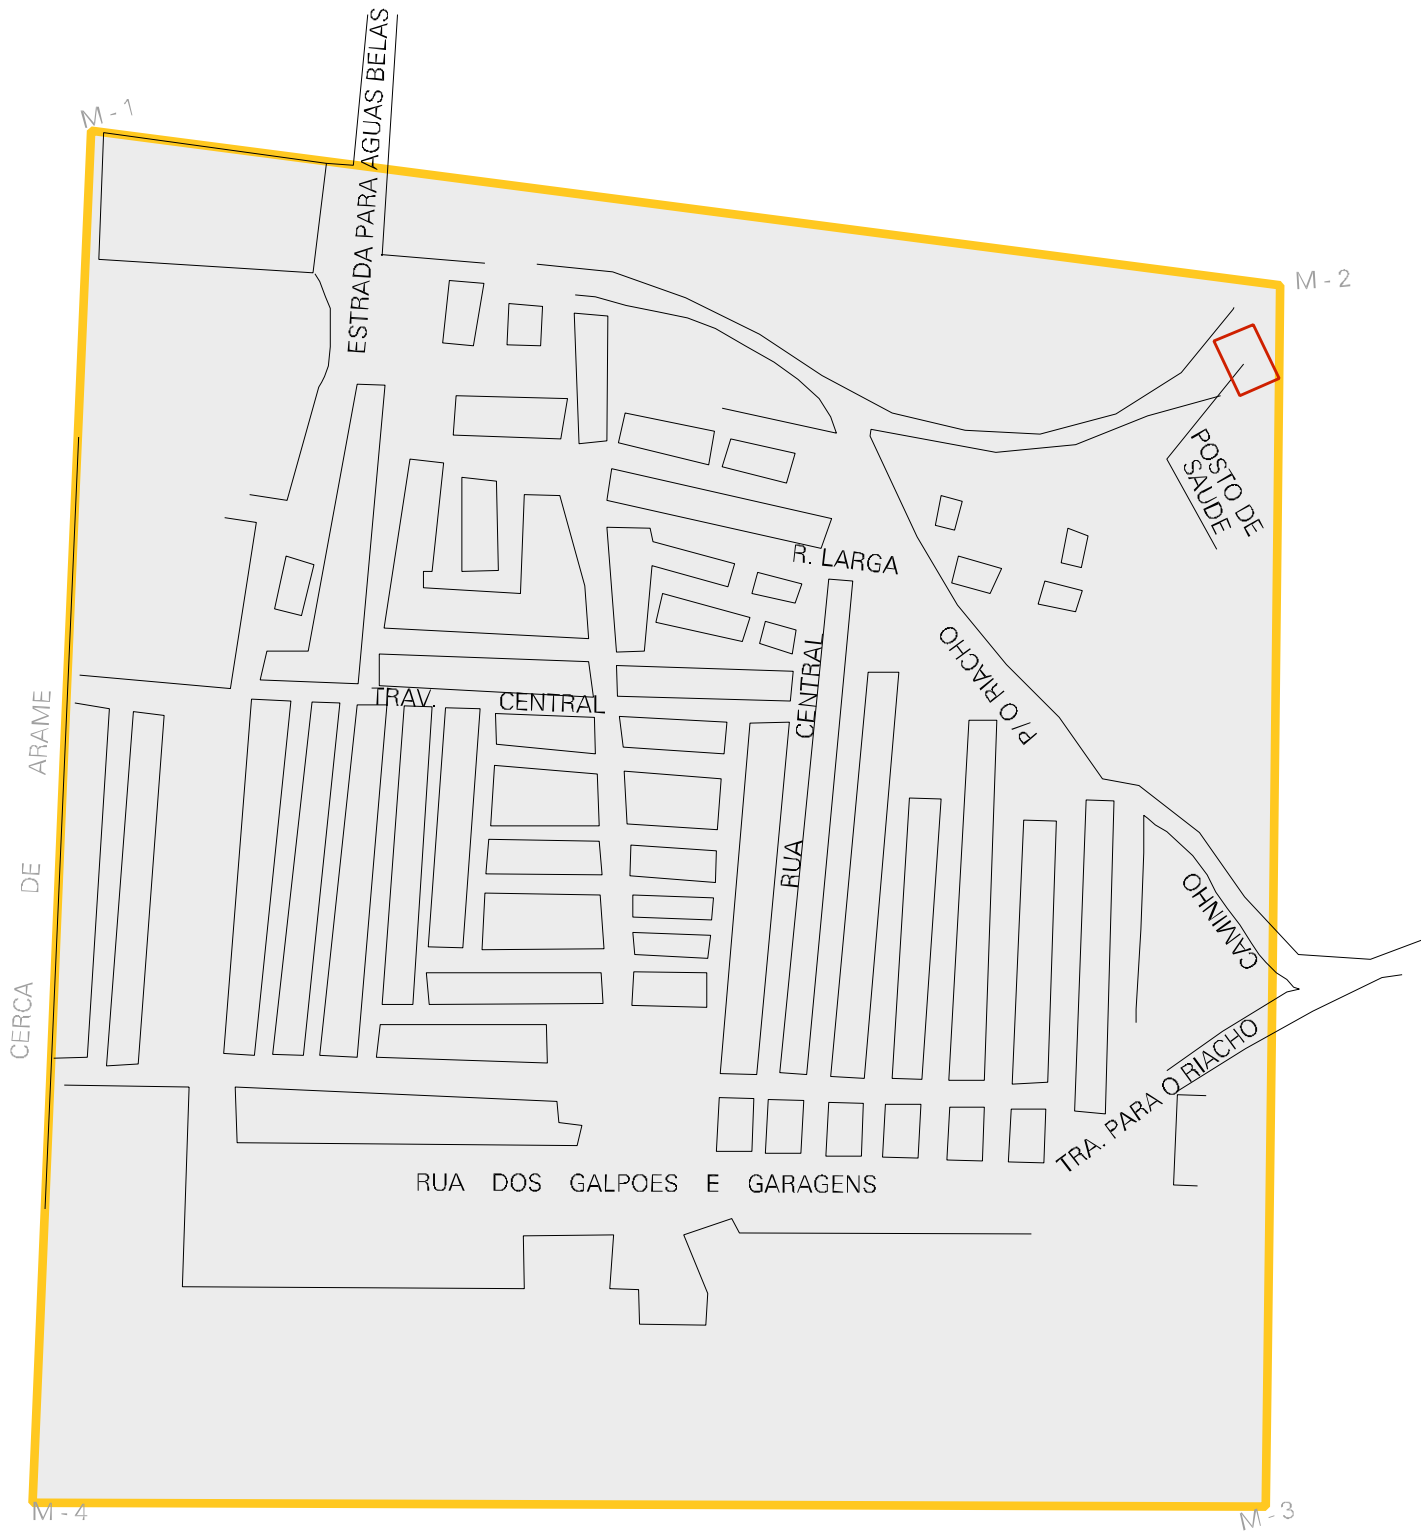 M - 1
ESTRADA PARA AGUAS BELAS
M - 2
POSTO DE
SAUDE
R. LARGA
P/ O RIACHO
TRAV. CENTRAL
RUA CENTRAL
CERCA DE ARAME
CAMINHO
TRA. PARA O RIACHO
RUA DOS GALPOES E GARAGENS
M - 4
M - 3